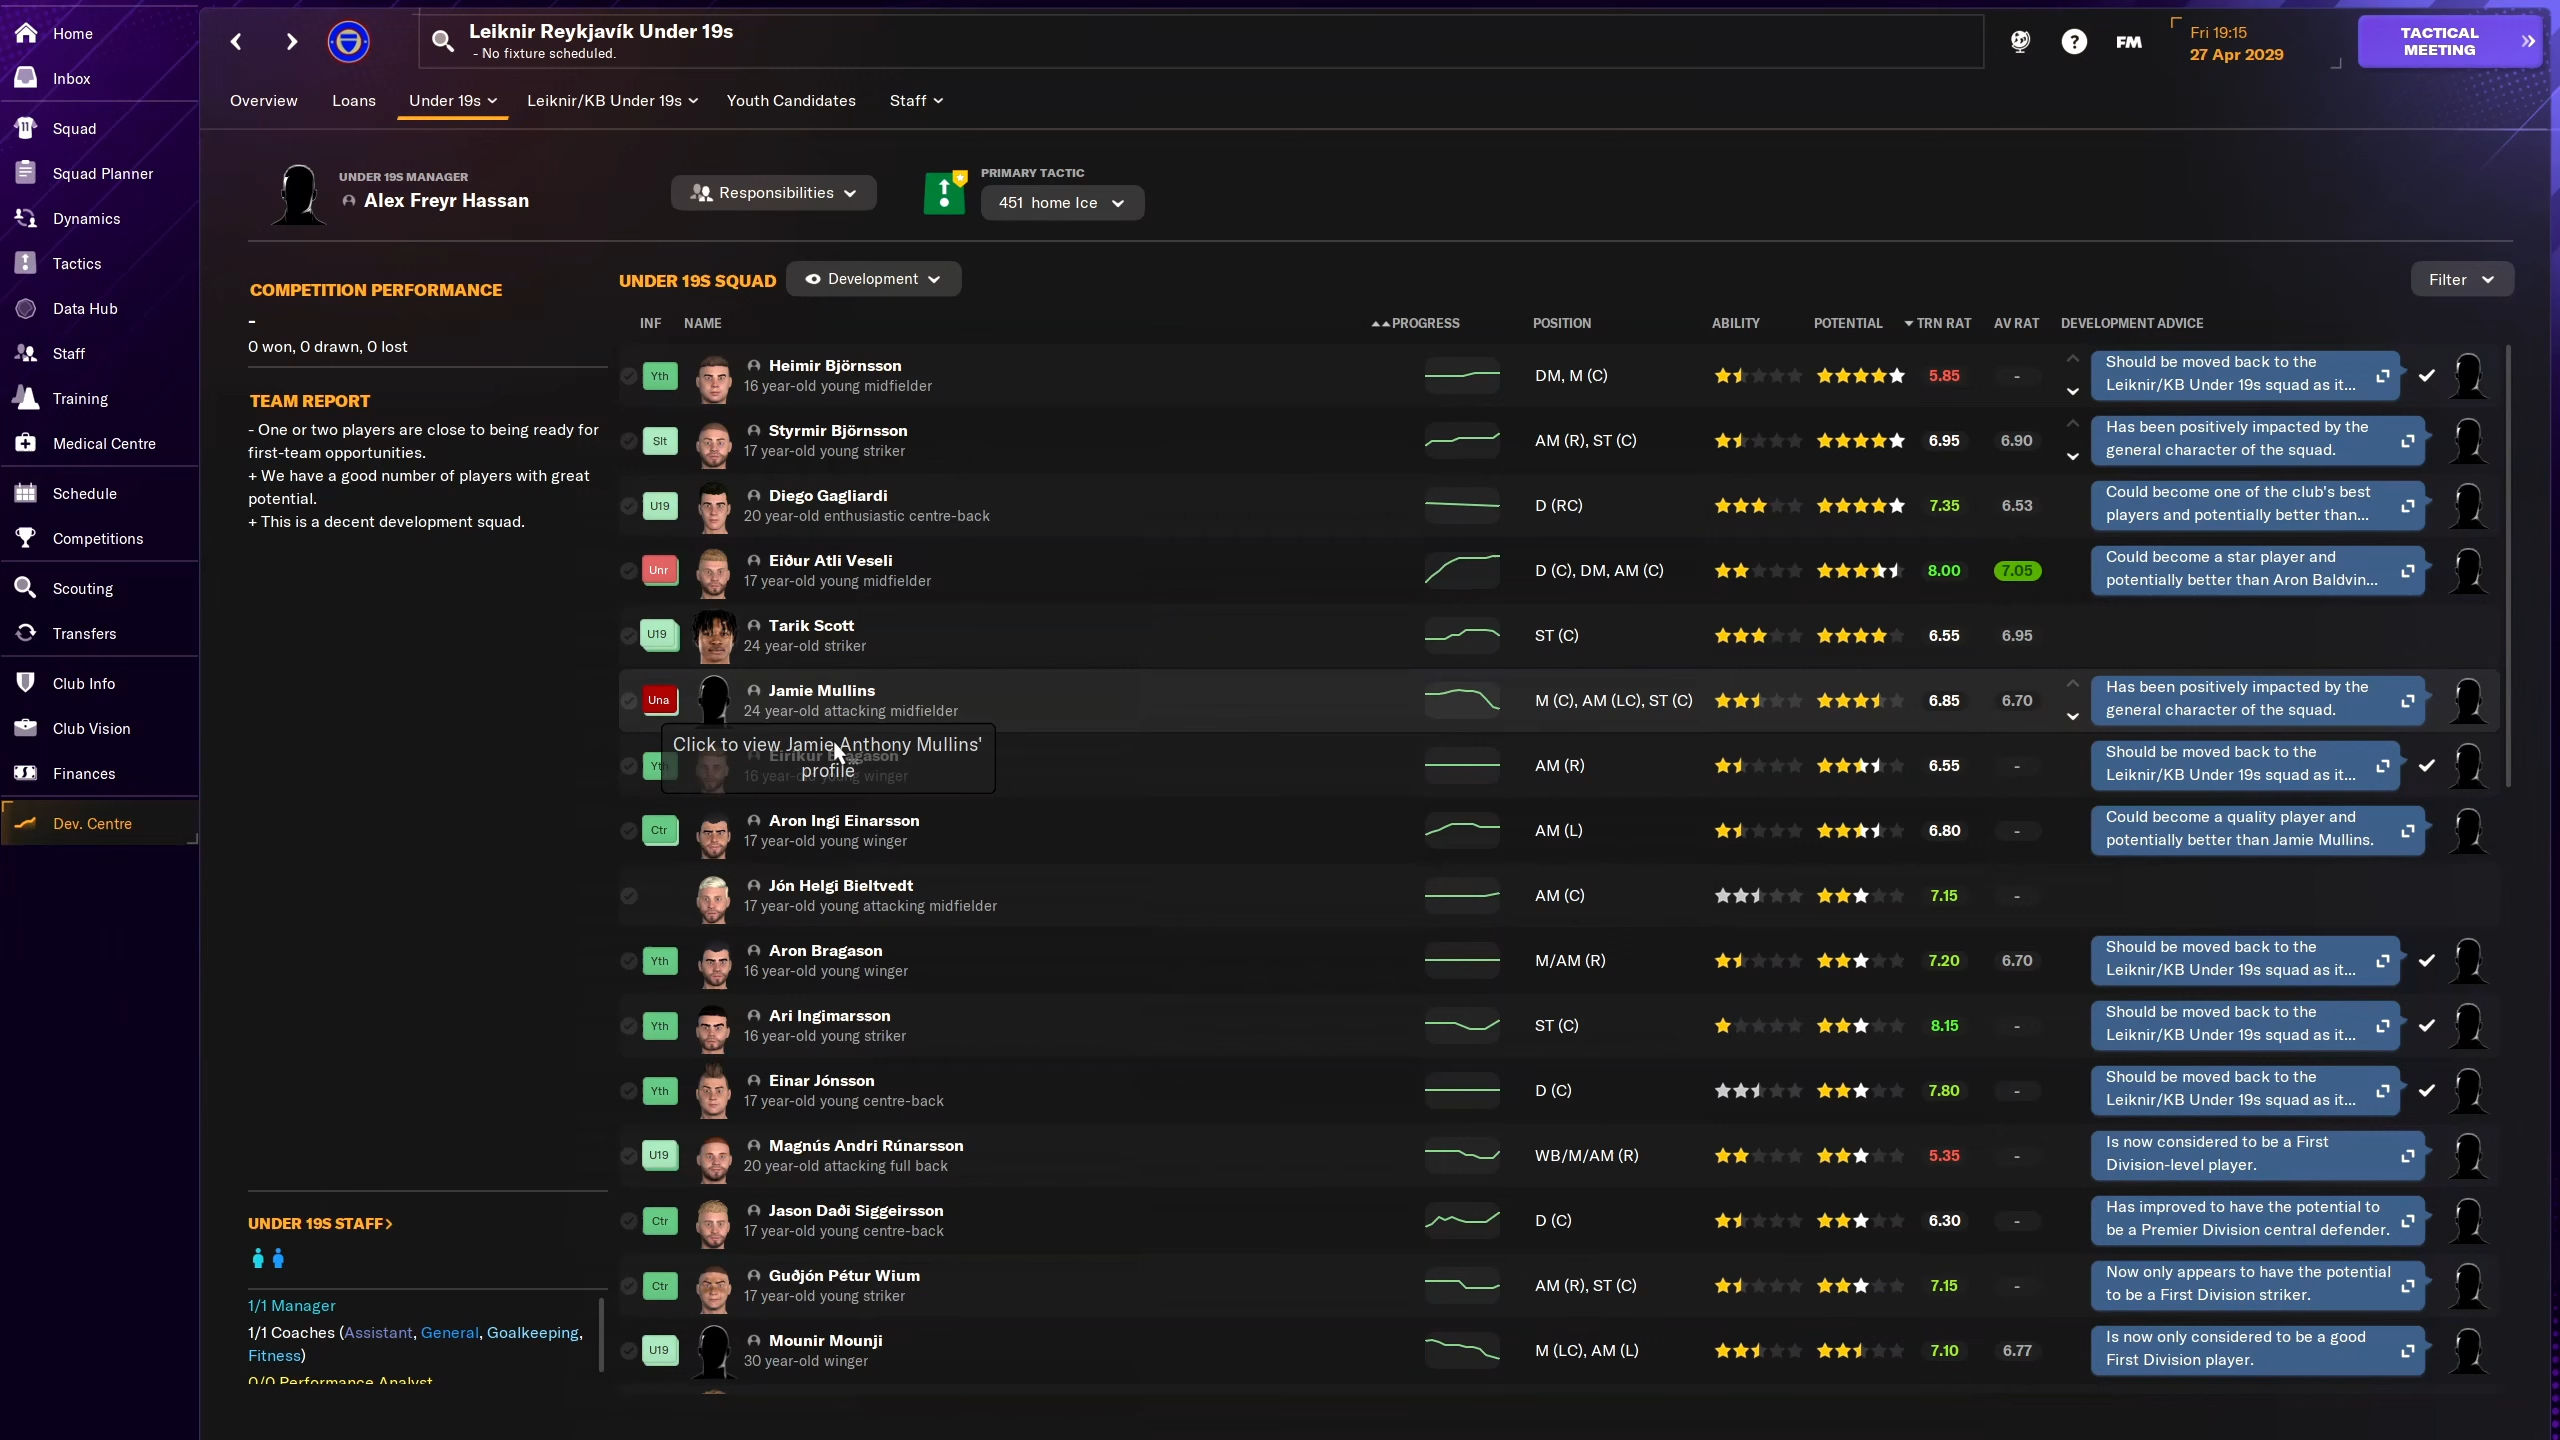 Home
Inbox
Squad
Squad Planner
Dynamics
Tactics
Data Hub
Staff
Training
Medical Centre
Schedule
Competitions
Scouting
Transfers
Club Info
Club Vision
Finances
Dev. Centre
Leiknir Reykjavík Under 19s
- No fixture scheduled.
?
FM
Fri 19:15
27 Apr 2029
TACTICAL
MEETING
Overview Loans Under 19s Leiknir/KB Under 19s Youth Candidates Staff
UNDER 19S MANAGER
Alex Freyr Hassan
Responsibilities
PRIMARY TACTIC
451 home Ice
COMPETITION PERFORMANCE
-
0 won, 0 drawn, 0 lost
TEAM REPORT
- One or two players are close to being ready for
first-team opportunities.
+ We have a good number of players with great
potential.
+ This is a decent development squad.
UNDER 19S STAFF
1/1 Manager
1/1 Coaches (Assistant, General, Goalkeeping,
Fitness)
0/0 Performance Analyst
UNDER 19S SQUAD Development Filter
INF NAME PROGRESS POSITION ABILITY POTENTIAL TRN RAT AV RAT DEVELOPMENT ADVICE
Yth Heimir Björnsson
16 year-old young midfielder
DM, M (C) 5.85 -
Should be moved back to the
Leiknir/KB Under 19s squad as it...
Slt Styrmir Björnsson
17 year-old young striker
AM (R), ST (C) 6.95 6.90
Has been positively impacted by the
general character of the squad.
U19 Diego Gagliardi
20 year-old enthusiastic centre-back
D (RC) 7.35 6.53
Could become one of the club's best
players and potentially better than...
Unr Eiður Atli Veseli
17 year-old young midfielder
D (C), DM, AM (C) 8.00 7.05
Could become a star player and
potentially better than Aron Baldvin...
U19 Tarik Scott
24 year-old striker
ST (C) 6.55 6.95
Una Jamie Mullins
24 year-old attacking midfielder
M (C), AM (LC), ST (C) 6.85 6.70
Has been positively impacted by the
general character of the squad.
Click to view Jamie Anthony Mullins'
profile
Yth Eiríkur Bragason
16 year-old young winger
AM (R) 6.55 -
Should be moved back to the
Leiknir/KB Under 19s squad as it...
Ctr Aron Ingi Einarsson
17 year-old young winger
AM (L) 6.80 -
Could become a quality player and
potentially better than Jamie Mullins.
Jón Helgi Bieltvedt
17 year-old young attacking midfielder
AM (C) 7.15 -
Yth Aron Bragason
16 year-old young winger
M/AM (R) 7.20 6.70
Should be moved back to the
Leiknir/KB Under 19s squad as it...
Yth Ari Ingimarsson
16 year-old young striker
ST (C) 8.15 -
Should be moved back to the
Leiknir/KB Under 19s squad as it...
Yth Einar Jónsson
17 year-old young centre-back
D (C) 7.80 -
Should be moved back to the
Leiknir/KB Under 19s squad as it...
U19 Magnús Andri Rúnarsson
20 year-old attacking full back
WB/M/AM (R) 5.35 -
Is now considered to be a First
Division-level player.
Ctr Jason Daði Siggeirsson
17 year-old young centre-back
D (C) 6.30 -
Has improved to have the potential to
be a Premier Division central defender.
Ctr Guðjón Pétur Wium
17 year-old young striker
AM (R), ST (C) 7.15 -
Now only appears to have the potential
to be a First Division striker.
U19 Mounir Mounji
30 year-old winger
M (LC), AM (L) 7.10 6.77
Is now only considered to be a good
First Division player.